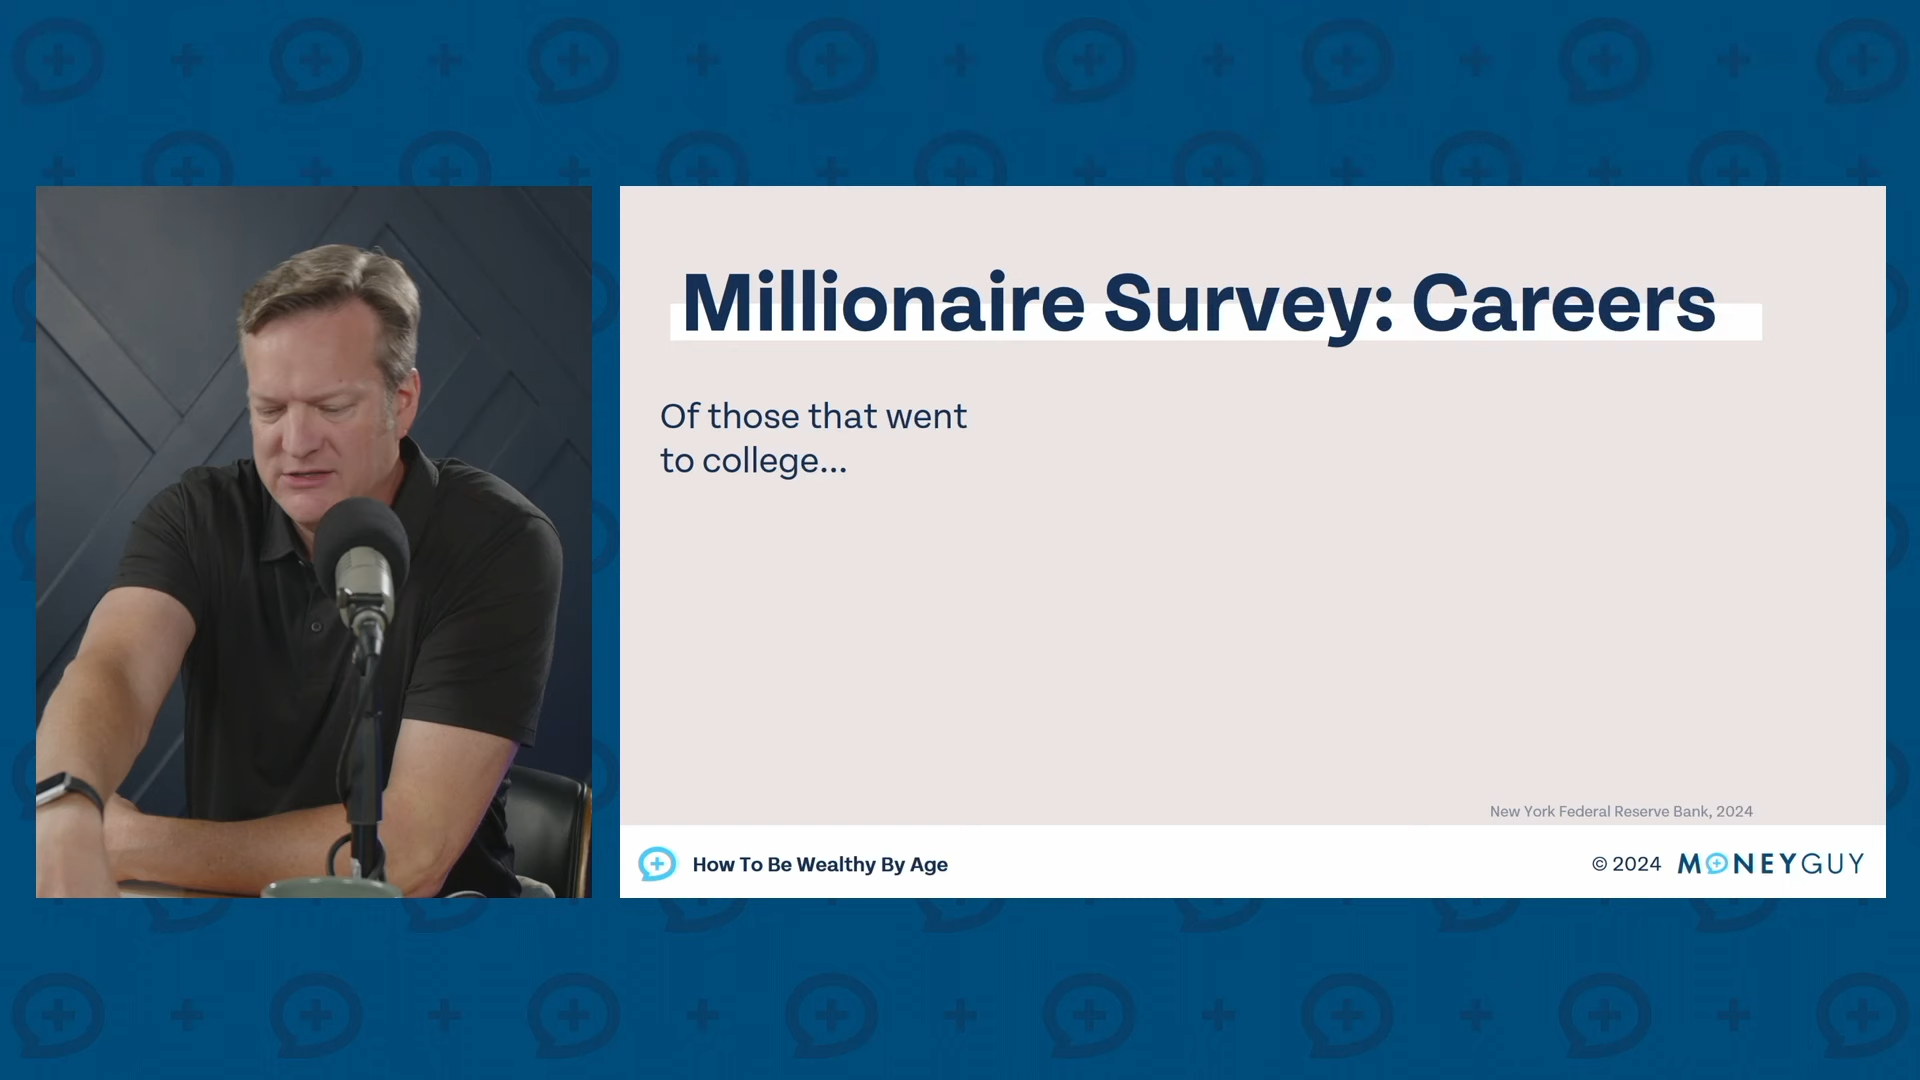 Millionaire Survey: Careers
Of those that went
to college...
New York Federal Reserve Bank, 2024
How To Be Wealthy By Age
© 2024 MONEYGUY